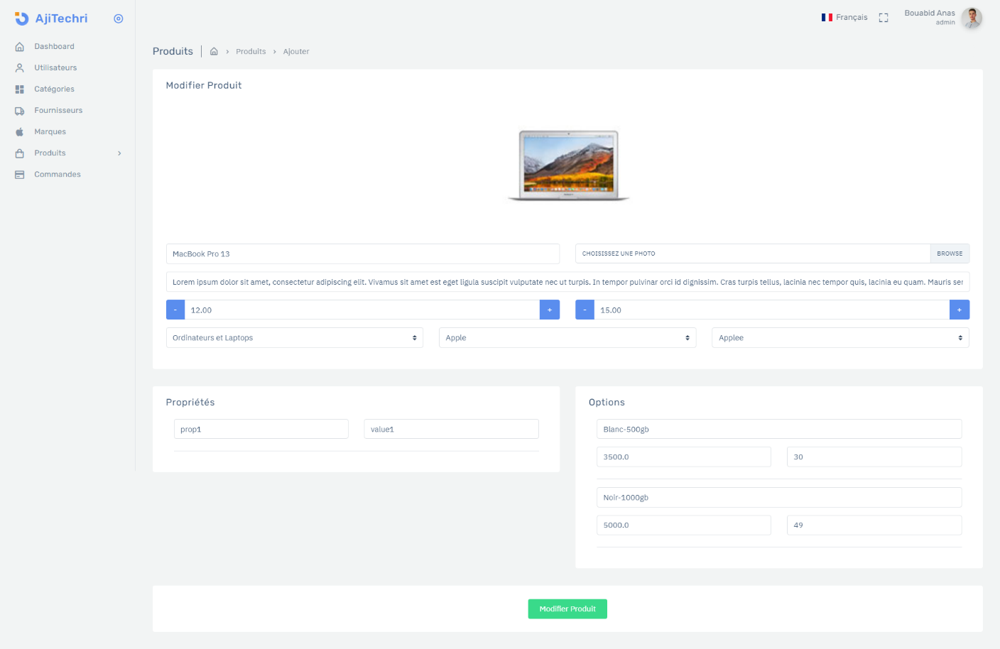 AjiTechri
Français
Bouabid Anas
admin
Dashboard
Utilisateurs
Catégories
Fournisseurs
Marques
Produits
Commandes
Produits
Produits
Ajouter
Modifier Produit
MacBook Pro 13
CHOISISSEZ UNE PHOTO
BROWSE
Lorem ipsum dolor sit amet, consectetur adipiscing elit. Vivamus sit amet est eget ligula suscipit vulputate nec ut turpis. In tempor pulvinar orci id dignissim. Cras turpis tellus, lacinia nec tempor quis, lacinia eu quam. Mauris ser
- 12.00 +
- 15.00 +
Ordinateurs et Laptops
Apple
Applee
Propriétés
prop1
value1
Options
Blanc-500gb
3500.0
30
Noir-1000gb
5000.0
49
Modifier Produit